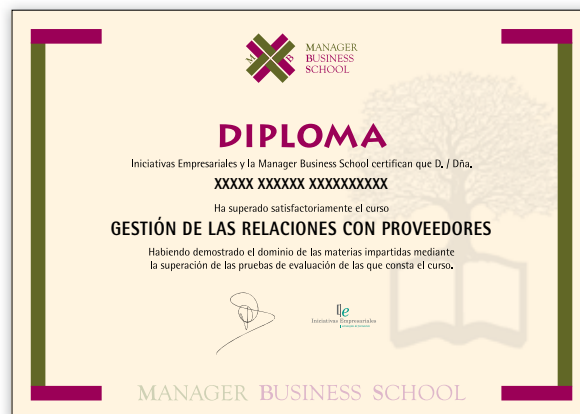 M B
MANAGER
BUSINESS
SCHOOL
DIPLOMA
Iniciativas Empresariales y la Manager Business School certifican que D. / Dña.
XXXXX XXXXXX XXXXXXXXXX
Ha superado satisfactoriamente el curso
GESTIÓN DE LAS RELACIONES CON PROVEEDORES
Habiendo demostrado el dominio de las materias impartidas mediante
la superación de las pruebas de evaluación de las que consta el curso.
Iniciativas Empresariales
MANAGER BUSINESS SCHOOL